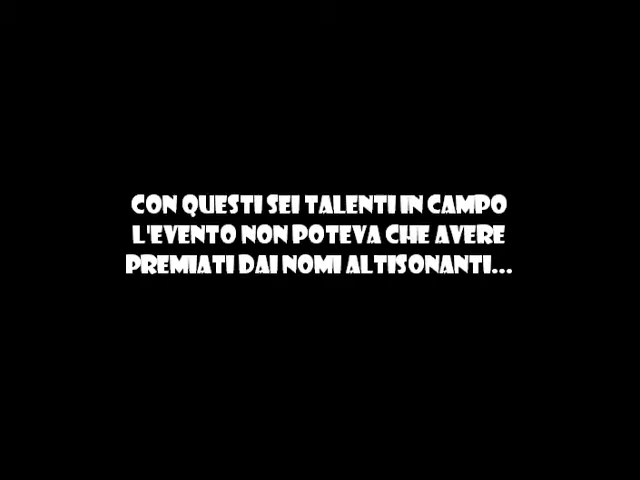 CON QUESTI SEI TALENTI IN CAMPO
L'EVENTO NON POTEVA CHE AVERE
PREMIATI DAI NOMI ALTISONANTI...